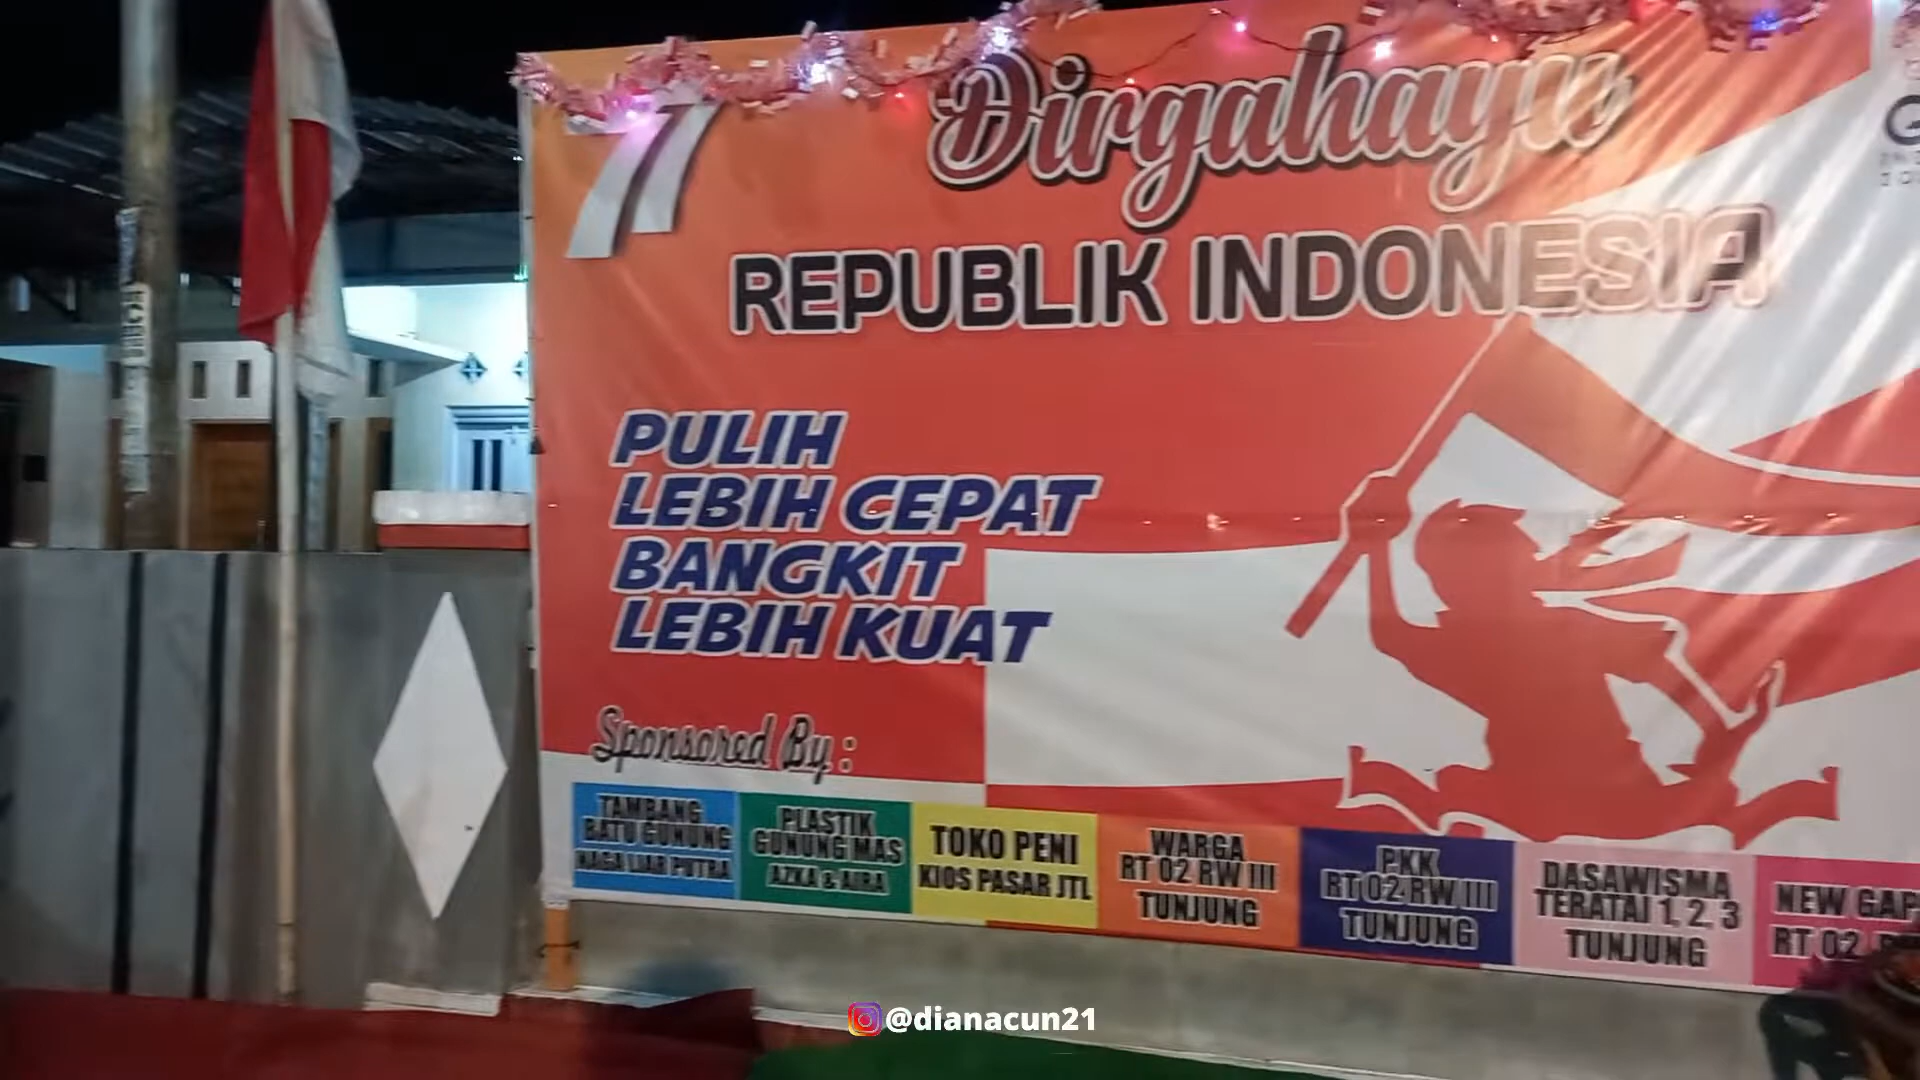 77
Dirgahayu
REPUBLIK INDONESIA
PULIH
LEBIH CEPAT
BANGKIT
LEBIH KUAT
Sponsored By :
TAMBANG
BATU GUNUNG
NAGA LIAR PUTRA
PLASTIK
GUNUNG MAS
AZKA & AIRA
TOKO PENI
KIOS PASAR JTL
WARGA
RT 02 RW III
TUNJUNG
PKK
RT 02 RW III
TUNJUNG
DASAWISMA
TERATAI 1, 2, 3
TUNJUNG
NEW GAP
RT 02
@dianacun21